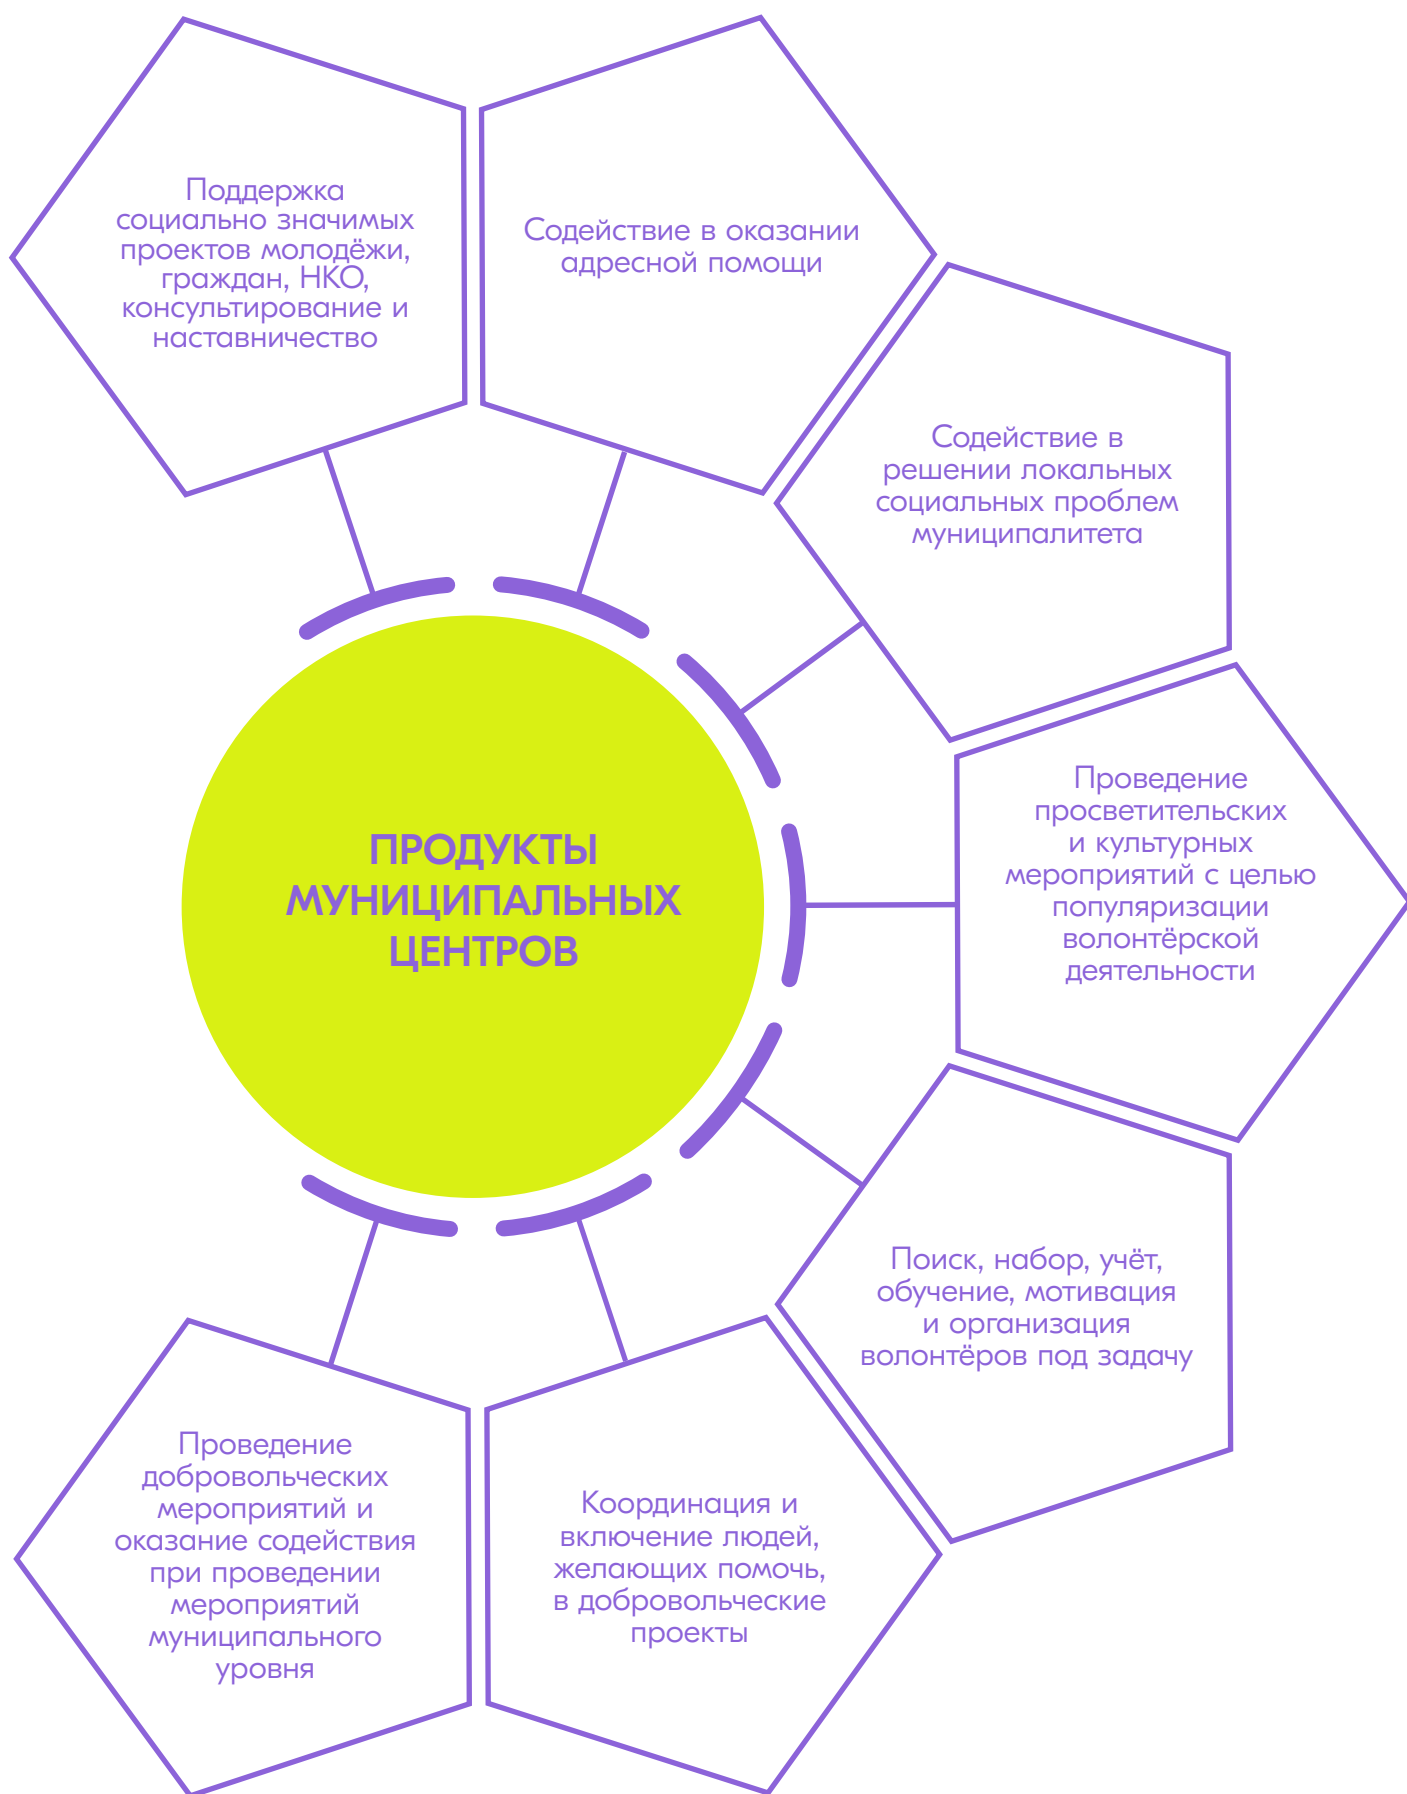 Поддержка
социально значимых
проектов молодёжи,
граждан, НКО,
консультирование и
наставничество
Содействие в оказании
адресной помощи
Содействие в
решении локальных
социальных проблем
муниципалитета
Проведение
просветительских
и культурных
мероприятий с целью
популяризации
волонтёрской
деятельности
ПРОДУКТЫ
МУНИЦИПАЛЬНЫХ
ЦЕНТРОВ
Поиск, набор, учёт,
обучение, мотивация
и организация
волонтёров под задачу
Координация и
включение людей,
желающих помочь,
в добровольческие
проекты
Проведение
добровольческих
мероприятий и
оказание содействия
при проведении
мероприятий
муниципального
уровня